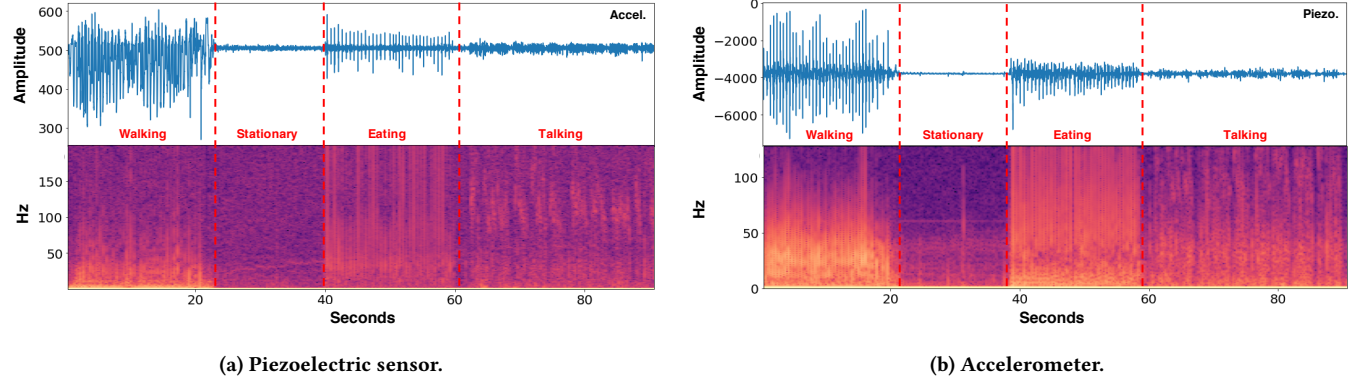 Accel.
600
500
400
300
Amplitude
Walking Stationary Eating Talking
150
100
50
Hz
20 40 60 80
Seconds
(a) Piezoelectric sensor.
Piezo.
0
−2000
−4000
−6000
Amplitude
Walking Stationary Eating Talking
100
50
0
Hz
20 40 60 80
Seconds
(b) Accelerometer.